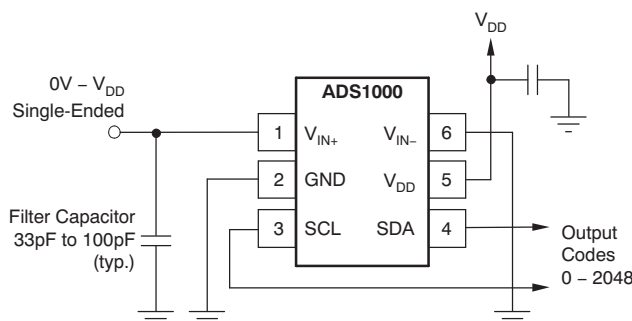 V_DD
0V – V_DD
Single-Ended
ADS1000
1 V_IN+ V_IN– 6
2 GND V_DD 5
3 SCL SDA 4
Filter Capacitor
33pF to 100pF
(typ.)
Output
Codes
0 – 2048